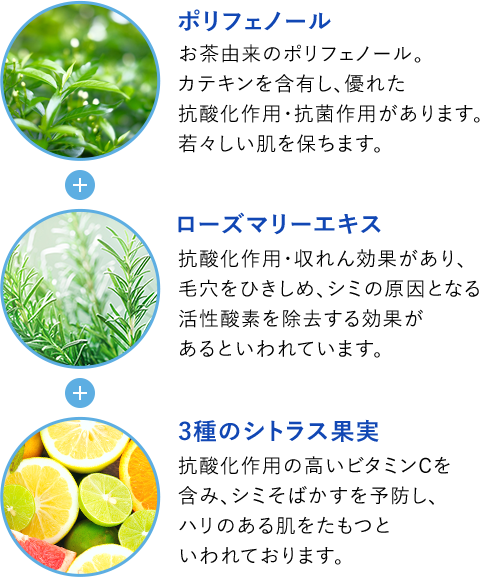 ポリフェノール
お茶由来のポリフェノール。
カテキンを含有し、優れた
抗酸化作用・抗菌作用があります。
若々しい肌を保ちます。
+
ローズマリーエキス
抗酸化作用・収れん効果があり、
毛穴をひきしめ、シミの原因となる
活性酸素を除去する効果が
あるといわれています。
+
3種のシトラス果実
抗酸化作用の高いビタミンCを
含み、シミそばかすを予防し、
ハリのある肌をたもつと
いわれております。